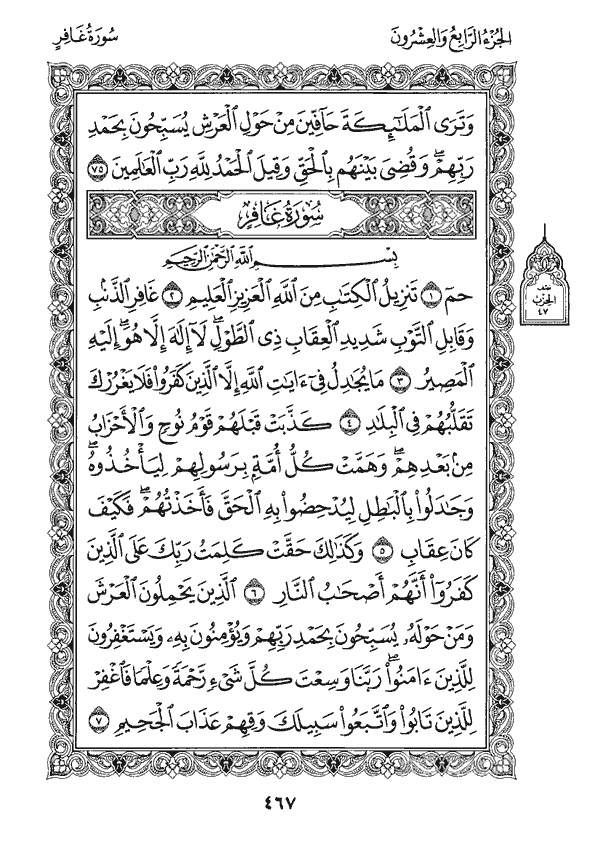 الجزء الرابع والعشرون
سورة غافر
وَتَرَى ٱلْمَلَٰٓئِكَةَ حَآفِّينَ مِنْ حَوْلِ ٱلْعَرْشِ يُسَبِّحُونَ بِحَمْدِ
رَبِّهِمْ ۖ وَقُضِىَ بَيْنَهُم بِٱلْحَقِّ وَقِيلَ ٱلْحَمْدُ لِلَّهِ رَبِّ ٱلْعَٰلَمِينَ ٧٥
سُورَةُ غَافِرٍ
بِسْمِ ٱللَّهِ ٱلرَّحْمَٰنِ ٱلرَّحِيمِ
حمٓ ١ تَنزِيلُ ٱلْكِتَٰبِ مِنَ ٱللَّهِ ٱلْعَزِيزِ ٱلْعَلِيمِ ٢ غَافِرِ ٱلذَّنۢبِ
وَقَابِلِ ٱلتَّوْبِ شَدِيدِ ٱلْعِقَابِ ذِى ٱلطَّوْلِ ۖ لَآ إِلَٰهَ إِلَّا هُوَ ۖ إِلَيْهِ
ٱلْمَصِيرُ ٣ مَا يُجَٰدِلُ فِىٓ ءَايَٰتِ ٱللَّهِ إِلَّا ٱلَّذِينَ كَفَرُوا۟ فَلَا يَغْرُرْكَ
تَقَلُّبُهُمْ فِى ٱلْبِلَٰدِ ٤ كَذَّبَتْ قَبْلَهُمْ قَوْمُ نُوحٍ وَٱلْأَحْزَابُ
مِنۢ بَعْدِهِمْ ۖ وَهَمَّتْ كُلُّ أُمَّةٍۭ بِرَسُولِهِمْ لِيَأْخُذُوهُ ۖ
وَجَٰدَلُوا۟ بِٱلْبَٰطِلِ لِيُدْحِضُوا۟ بِهِ ٱلْحَقَّ فَأَخَذْتُهُمْ ۖ فَكَيْفَ
كَانَ عِقَابِ ٥ وَكَذَٰلِكَ حَقَّتْ كَلِمَتُ رَبِّكَ عَلَى ٱلَّذِينَ
كَفَرُوٓا۟ أَنَّهُمْ أَصْحَٰبُ ٱلنَّارِ ٦ ٱلَّذِينَ يَحْمِلُونَ ٱلْعَرْشَ
وَمَنْ حَوْلَهُۥ يُسَبِّحُونَ بِحَمْدِ رَبِّهِمْ وَيُؤْمِنُونَ بِهِۦ وَيَسْتَغْفِرُونَ
لِلَّذِينَ ءَامَنُوا۟ ۖ رَبَّنَا وَسِعْتَ كُلَّ شَىْءٍ رَّحْمَةً وَعِلْمًا فَٱغْفِرْ
لِلَّذِينَ تَابُوا۟ وَٱتَّبَعُوا۟ سَبِيلَكَ وَقِهِمْ عَذَابَ ٱلْجَحِيمِ ٧
نصف
الحزب
٤٧
٤٦٧